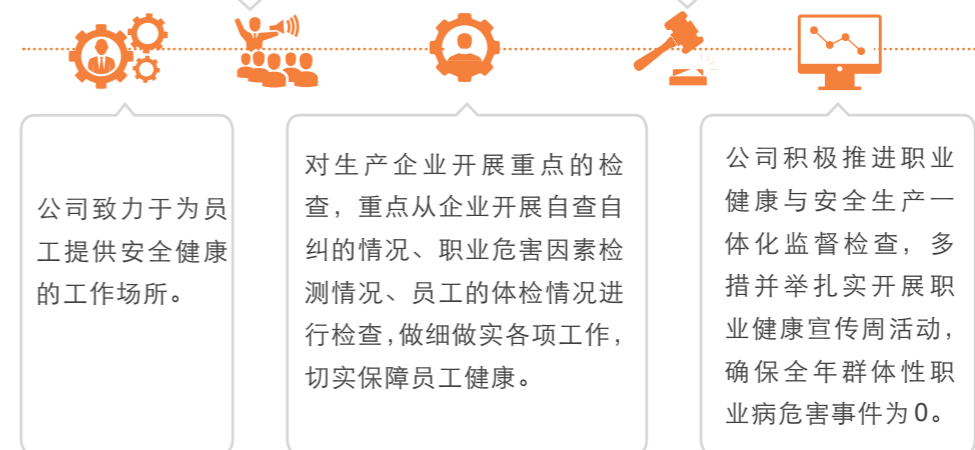 公司致力于为员
工提供安全健康
的工作场所。
对生产企业开展重点的检
查，重点从企业开展自查自
纠的情况、职业危害因素检
测情况、员工的体检情况进
行检查，做细做实各项工作，
切实保障员工健康。
公司积极推进职业
健康与安全生产一
体化监督检查，多
措并举扎实开展职
业健康宣传周活动，
确保全年群体性职
业病危害事件为0。